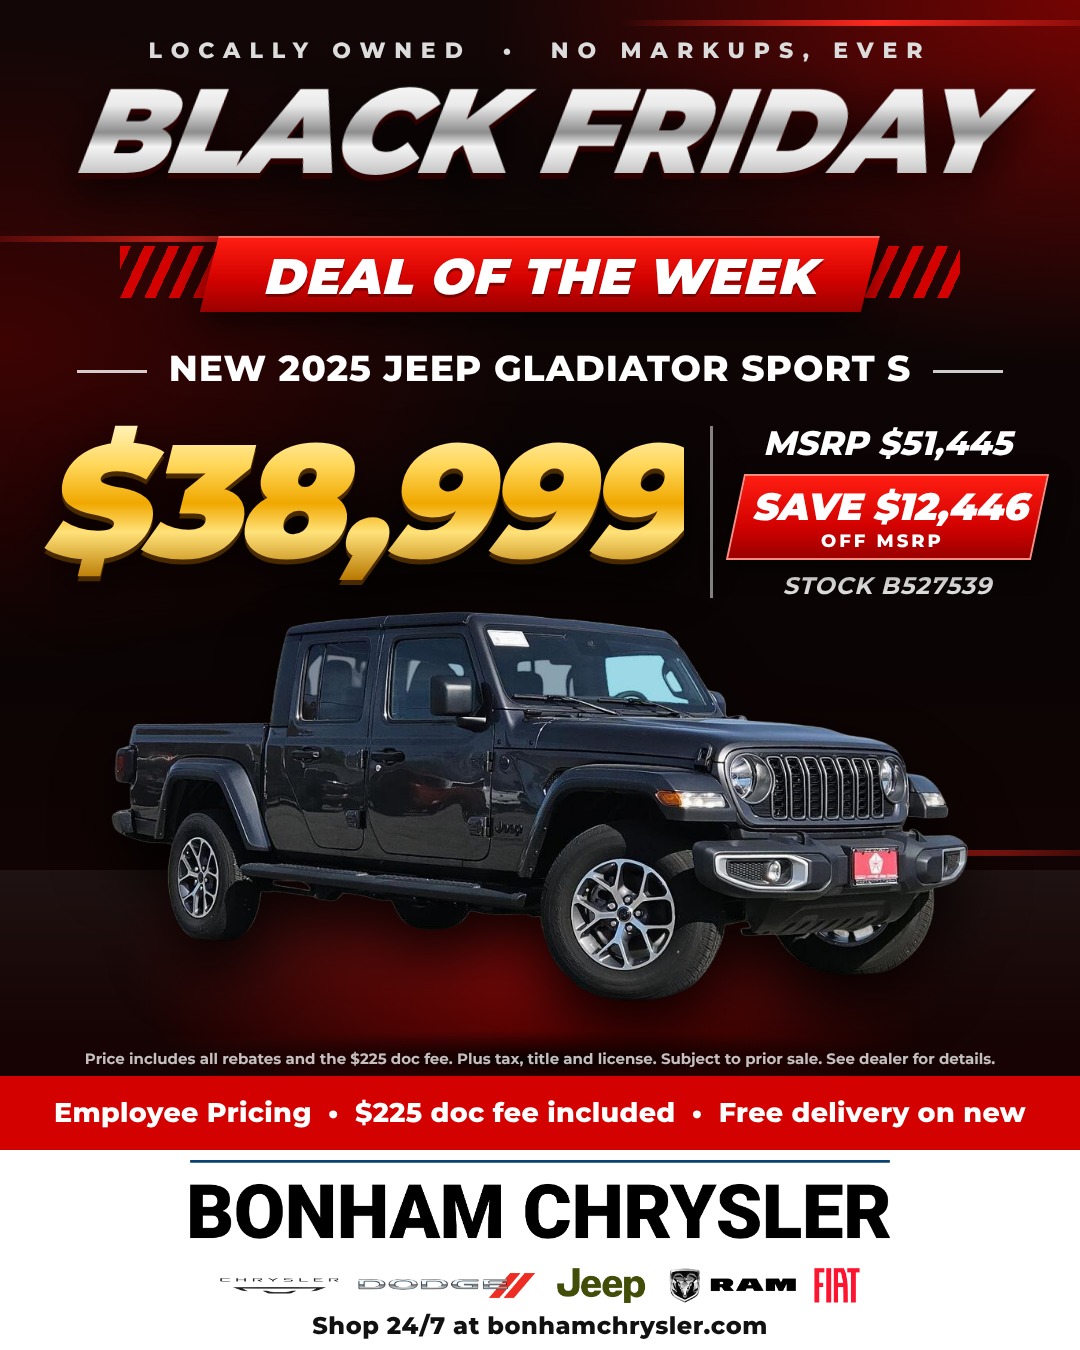 LOCALLY OWNED • NO MARKUPS, EVER
BLACK FRIDAY
DEAL OF THE WEEK
NEW 2025 JEEP GLADIATOR SPORT S
$38,999
MSRP $51,445
SAVE $12,446
OFF MSRP
STOCK B527539
Jeep
Price includes all rebates and the $225 doc fee. Plus tax, title and license. Subject to prior sale. See dealer for details.
Employee Pricing • $225 doc fee included • Free delivery on new
BONHAM CHRYSLER
CHRYSLER DODGE Jeep RAM FIAT
Shop 24/7 at bonhamchrysler.com